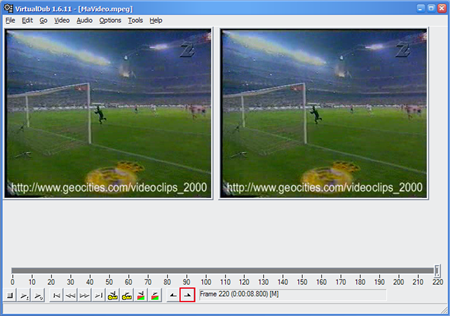 VirtualDub 1.6.11 - [MaVideo.mpeg]
File Edit Go Video Audio Options Tools Help
http://www.geocities.com/videoclips_2000 http://www.geocities.com/videoclips_2000
0 10 20 30 40 50 60 70 80 90 100 110 120 130 140 150 160 170 180 190 200 210 220
Frame 220 (0:00:08.800) [M]